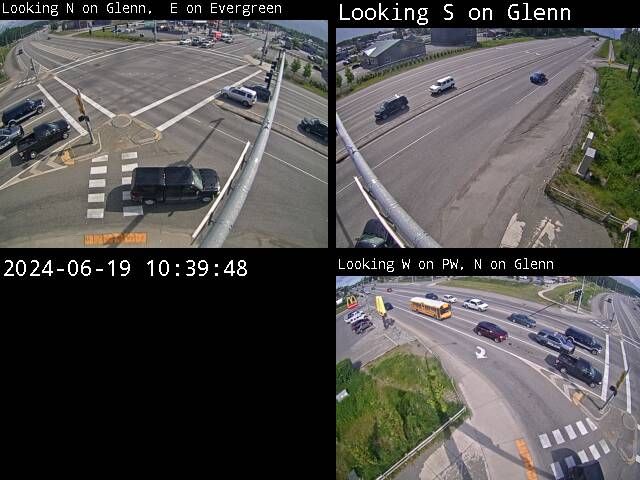 Looking N on Glenn,  E on Evergreen
Looking S on Glenn
2024-06-19 10:39:48
Looking W on PW, N on Glenn